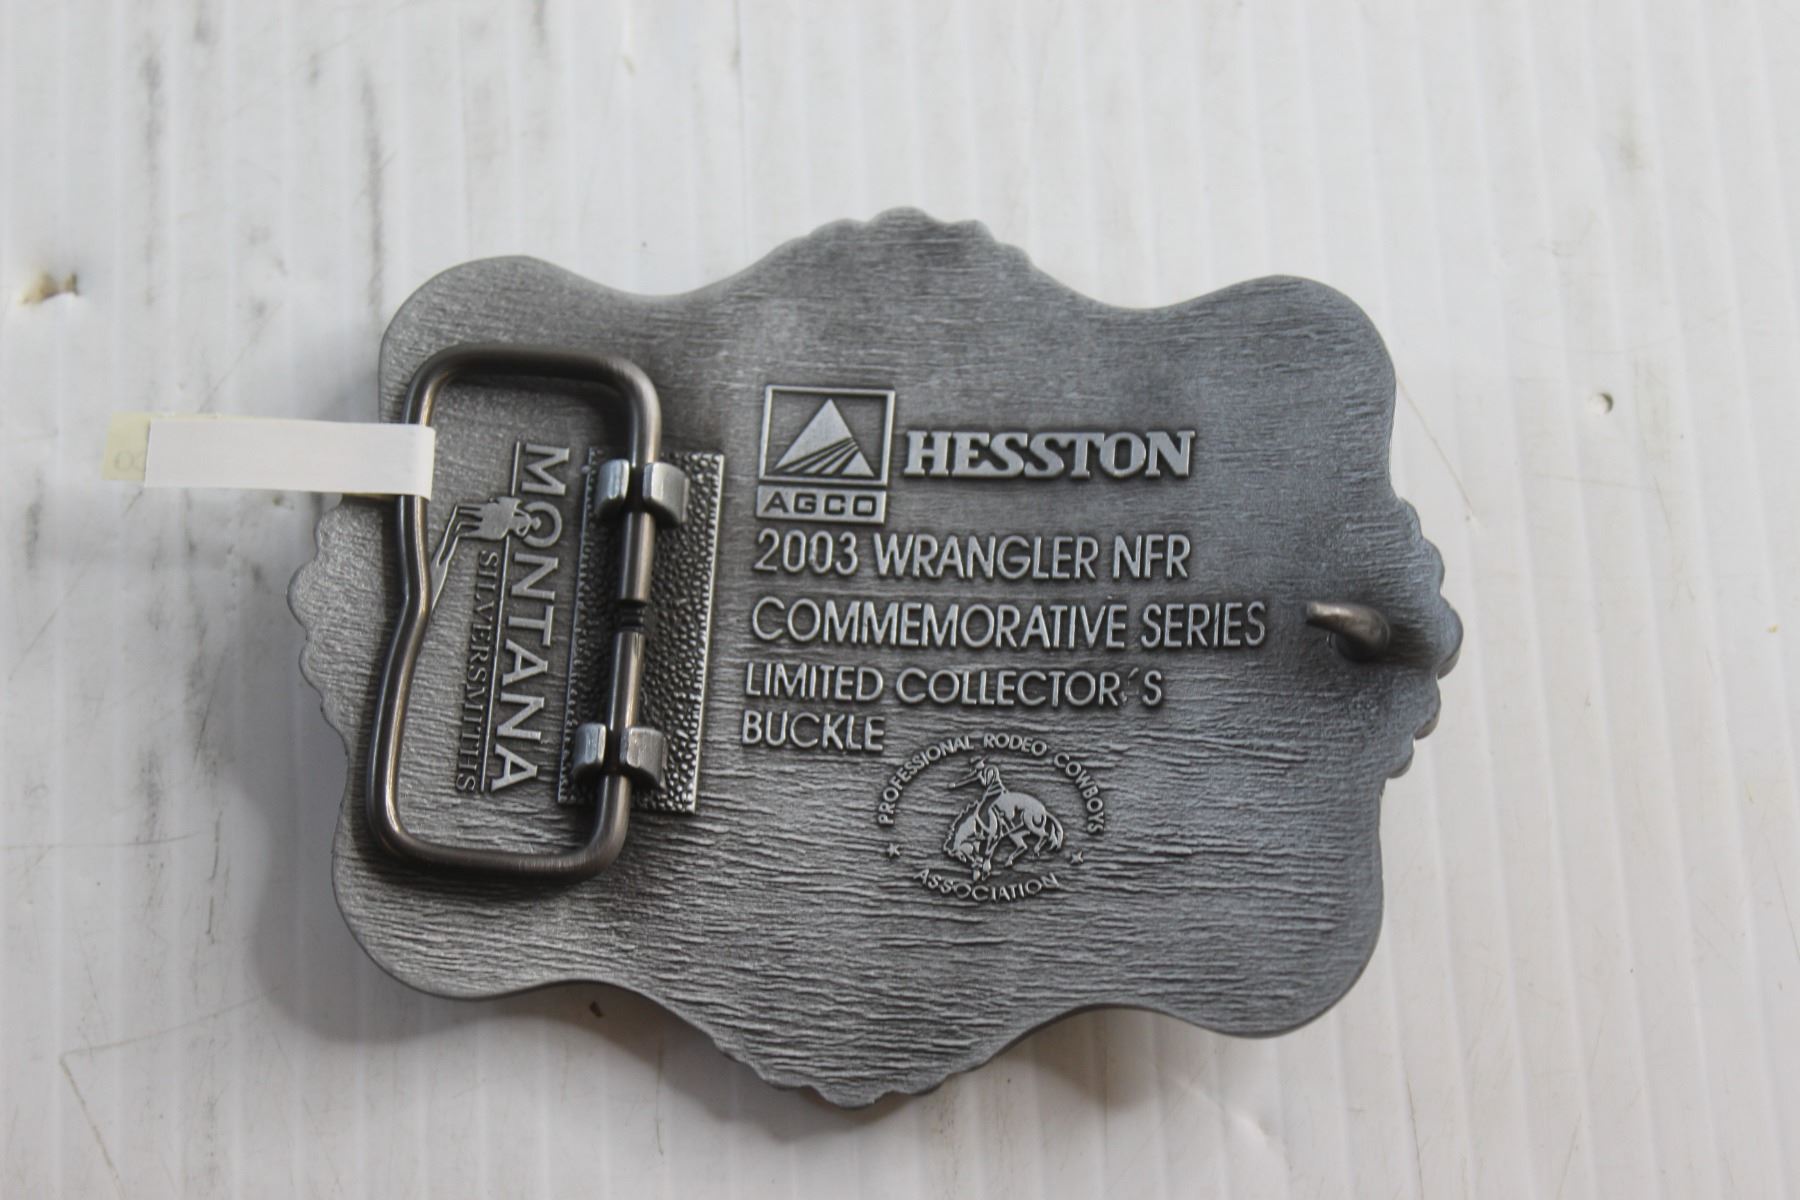 HESSTON
AGCO
2003 WRANGLER NFR
COMMEMORATIVE SERIES
LIMITED COLLECTOR´S
BUCKLE
PROFESSIONAL RODEO COWBOYS
ASSOCIATION
MONTANA
SILVERSMITHS